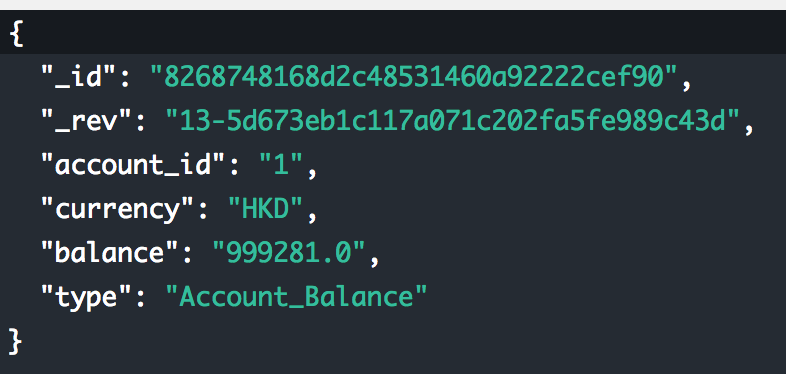 {
"_id": "8268748168d2c48531460a92222cef90",
"_rev": "13-5d673eb1c117a071c202fa5fe989c43d",
"account_id": "1",
"currency": "HKD",
"balance": "999281.0",
"type": "Account_Balance"
}